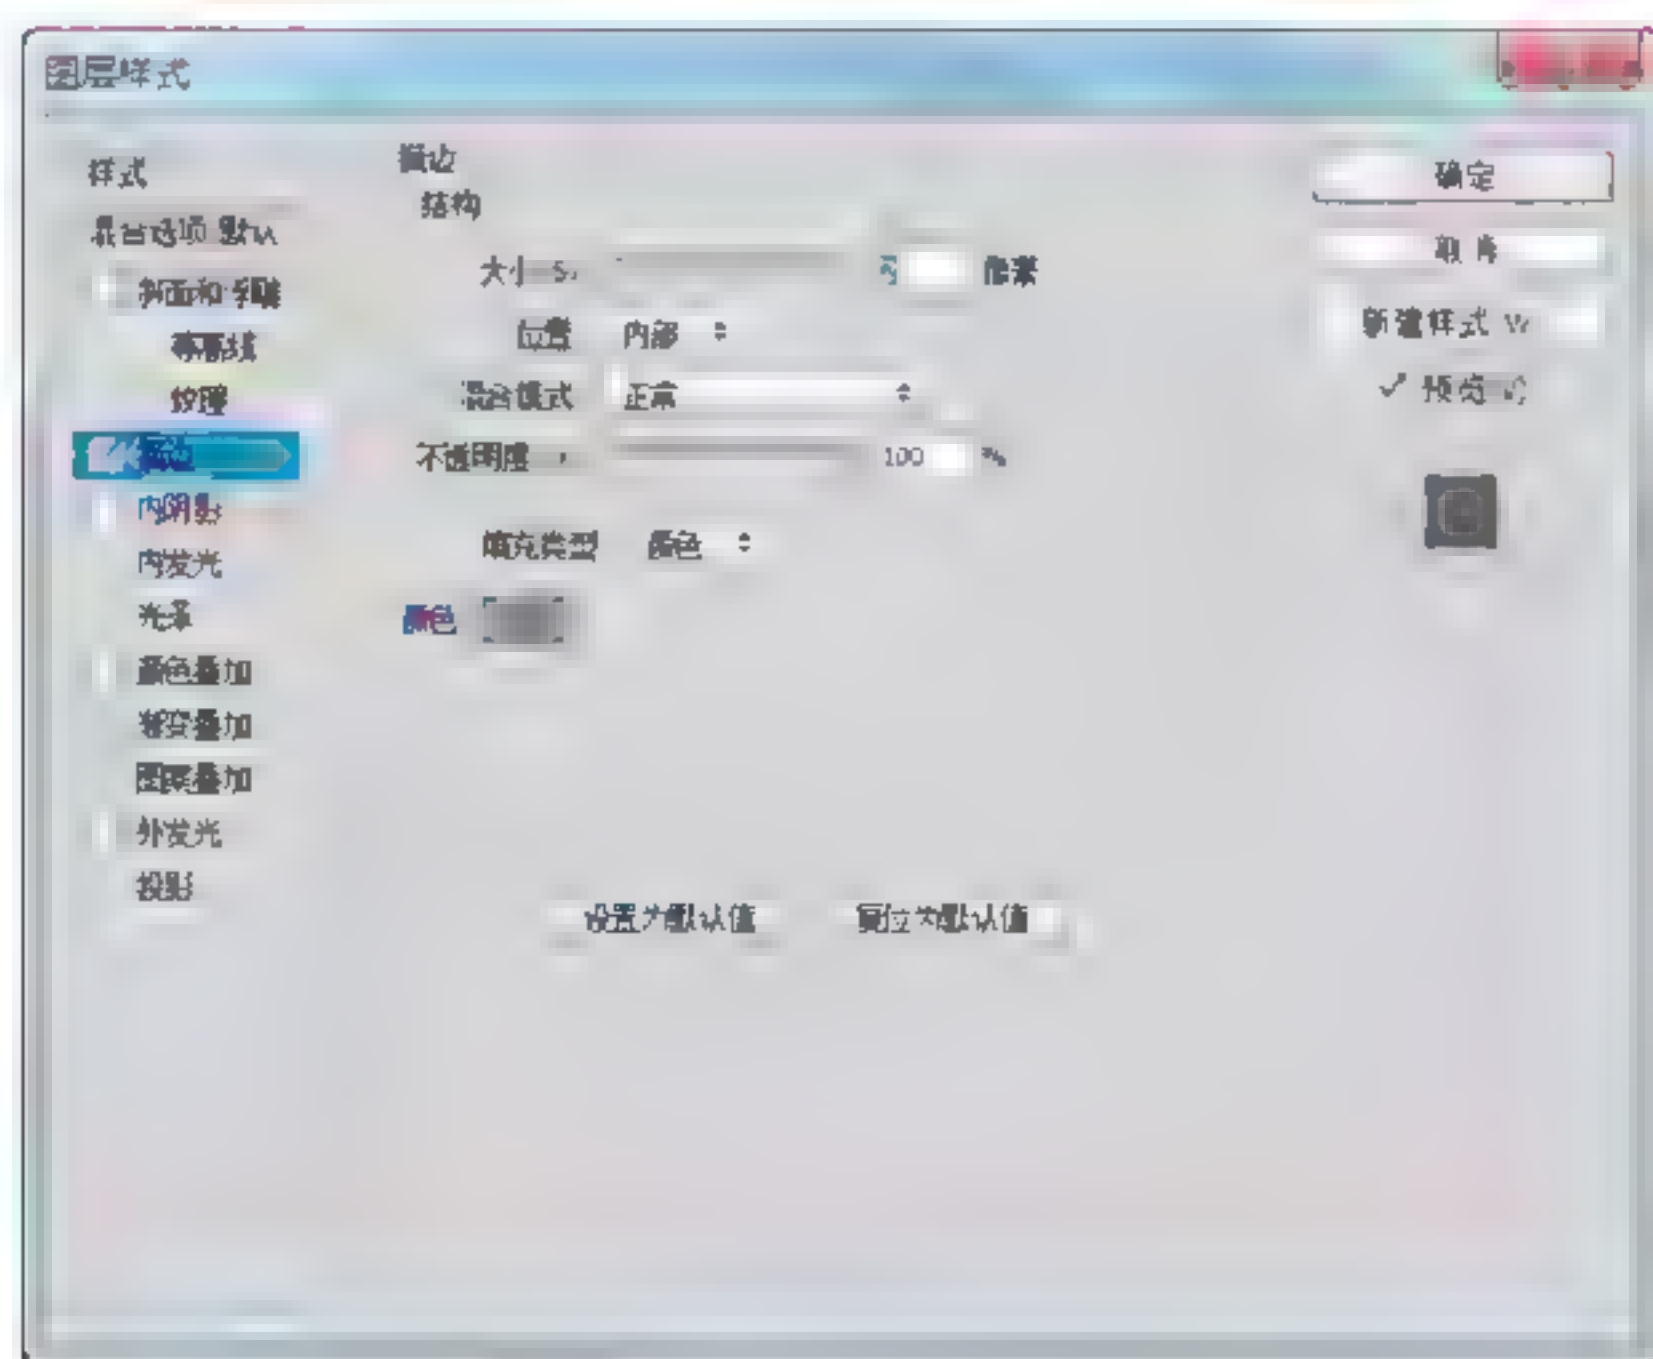 图层样式
样式
混合选项:默认
斜面和浮雕
等高线
纹理
内阴影
内发光
光泽
颜色叠加
渐变叠加
图案叠加
外发光
投影
描边
结构
大小(S):
像素
位置
内部
混合模式
正常
不透明度
100 %
填充类型
颜色
颜色
设置为默认值
复位为默认值
确定
取消
新建样式(W)
预览(V)